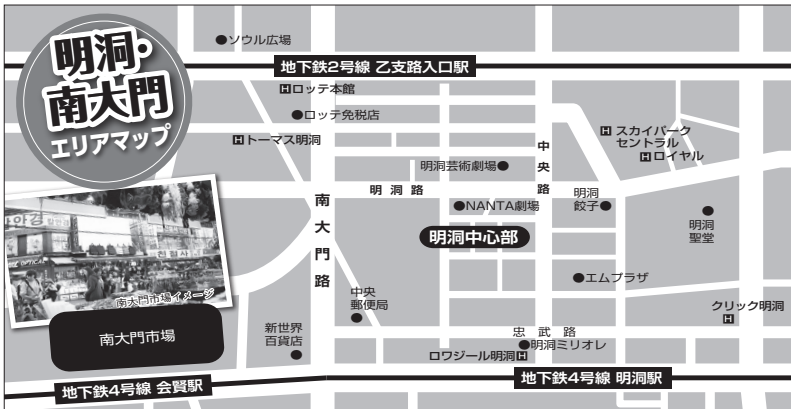 明洞・
南大門
エリアマップ
ソウル広場
地下鉄2号線 乙支路入口駅
Hロッテ本館
ロッテ免税店
Hトーマス明洞
H スカイパーク
セントラル
H ロイヤル
中央路
明洞芸術劇場
明洞路
NANTA劇場
明洞
餃子
明洞
聖堂
南大門路
明洞中心部
エムプラザ
南大門市場イメージ
中央
郵便局
クリック明洞
H
南大門市場
新世界
百貨店
忠武路
明洞ミリオレ
ロワジール明洞H
地下鉄4号線 会賢駅
地下鉄4号線 明洞駅